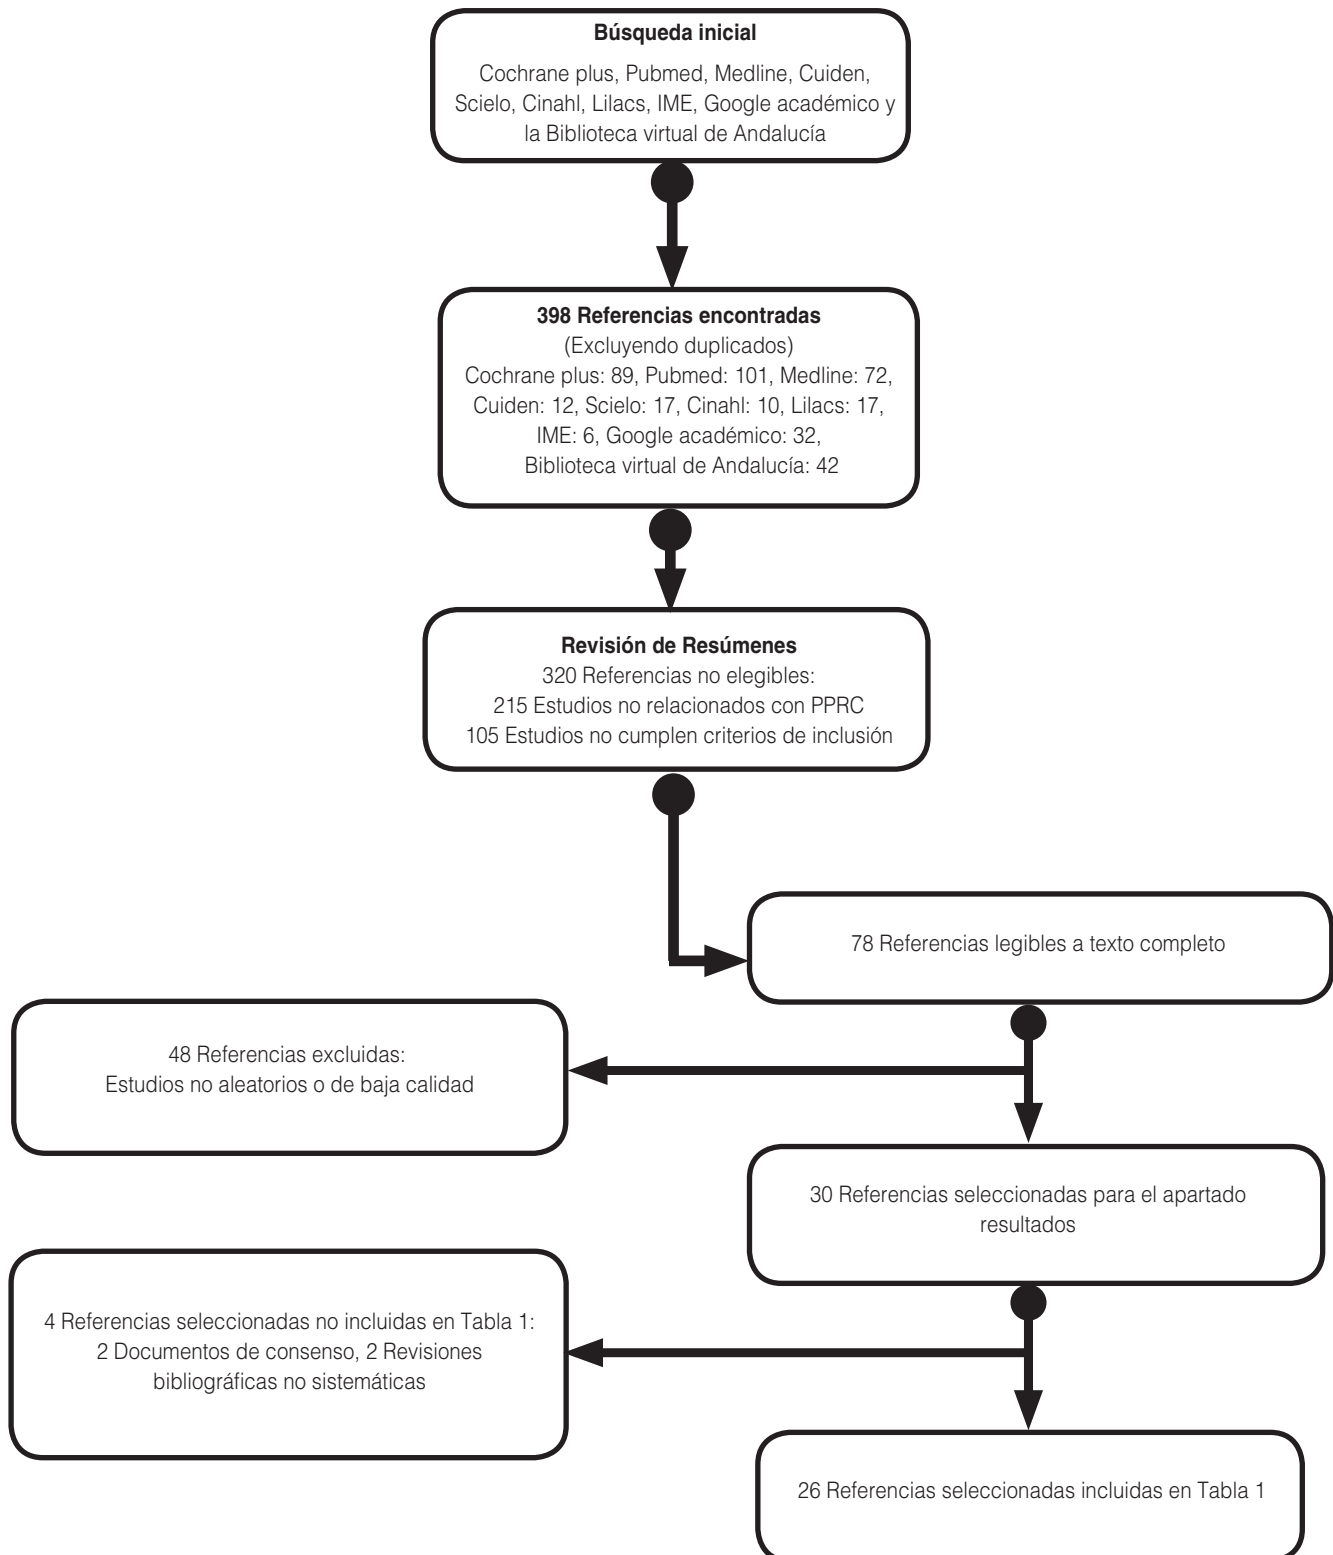 Búsqueda inicial
Cochrane plus, Pubmed, Medline, Cuiden,
Scielo, Cinahl, Lilacs, IME, Google académico y
la Biblioteca virtual de Andalucía
398 Referencias encontradas
(Excluyendo duplicados)
Cochrane plus: 89, Pubmed: 101, Medline: 72,
Cuiden: 12, Scielo: 17, Cinahl: 10, Lilacs: 17,
IME: 6, Google académico: 32,
Biblioteca virtual de Andalucía: 42
Revisión de Resúmenes
320 Referencias no elegibles:
215 Estudios no relacionados con PPRC
105 Estudios no cumplen criterios de inclusión
78 Referencias legibles a texto completo
48 Referencias excluidas:
Estudios no aleatorios o de baja calidad
30 Referencias seleccionadas para el apartado
resultados
4 Referencias seleccionadas no incluidas en Tabla 1:
2 Documentos de consenso, 2 Revisiones
bibliográficas no sistemáticas
26 Referencias seleccionadas incluidas en Tabla 1